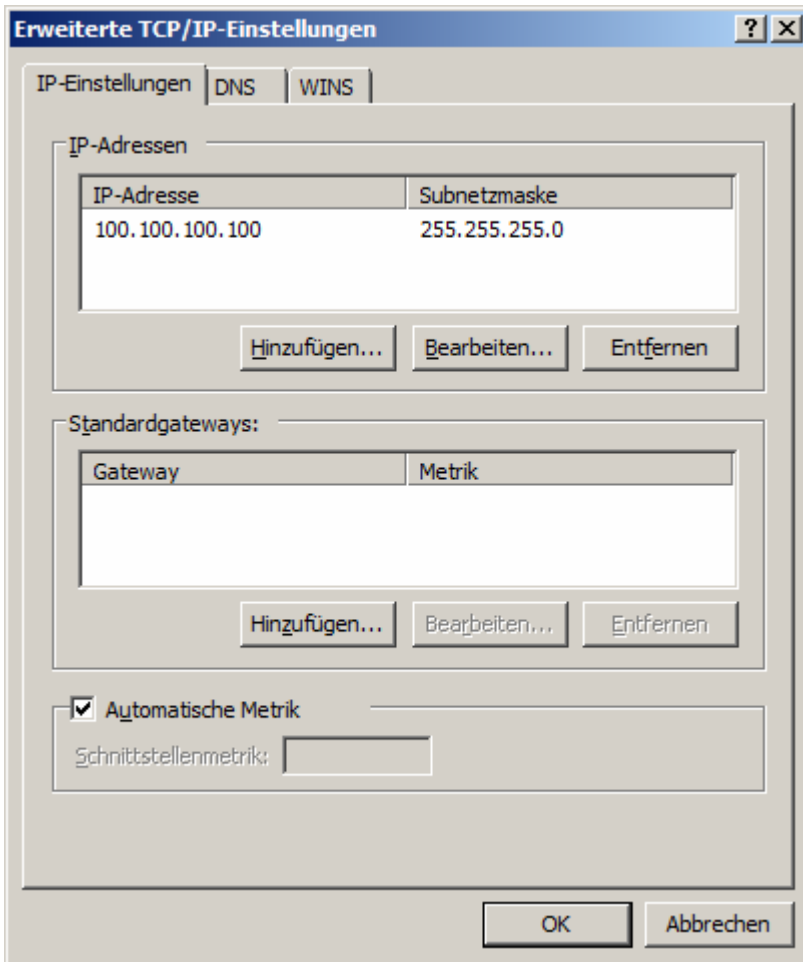 Erweiterte TCP/IP-Einstellungen
IP-Einstellungen DNS WINS
IP-Adressen
IP-Adresse Subnetzmaske
100.100.100.100 255.255.255.0
Hinzufügen... Bearbeiten... Entfernen
Standardgateways:
Gateway Metrik
Hinzufügen... Bearbeiten... Entfernen
Automatische Metrik
Schnittstellenmetrik:
OK Abbrechen